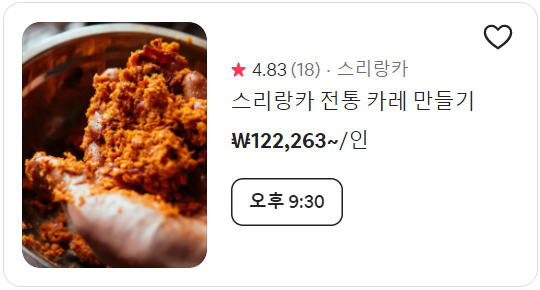 4.83 (18) · 스리랑카
스리랑카 전통 카레 만들기
₩122,263~/인
오후 9:30